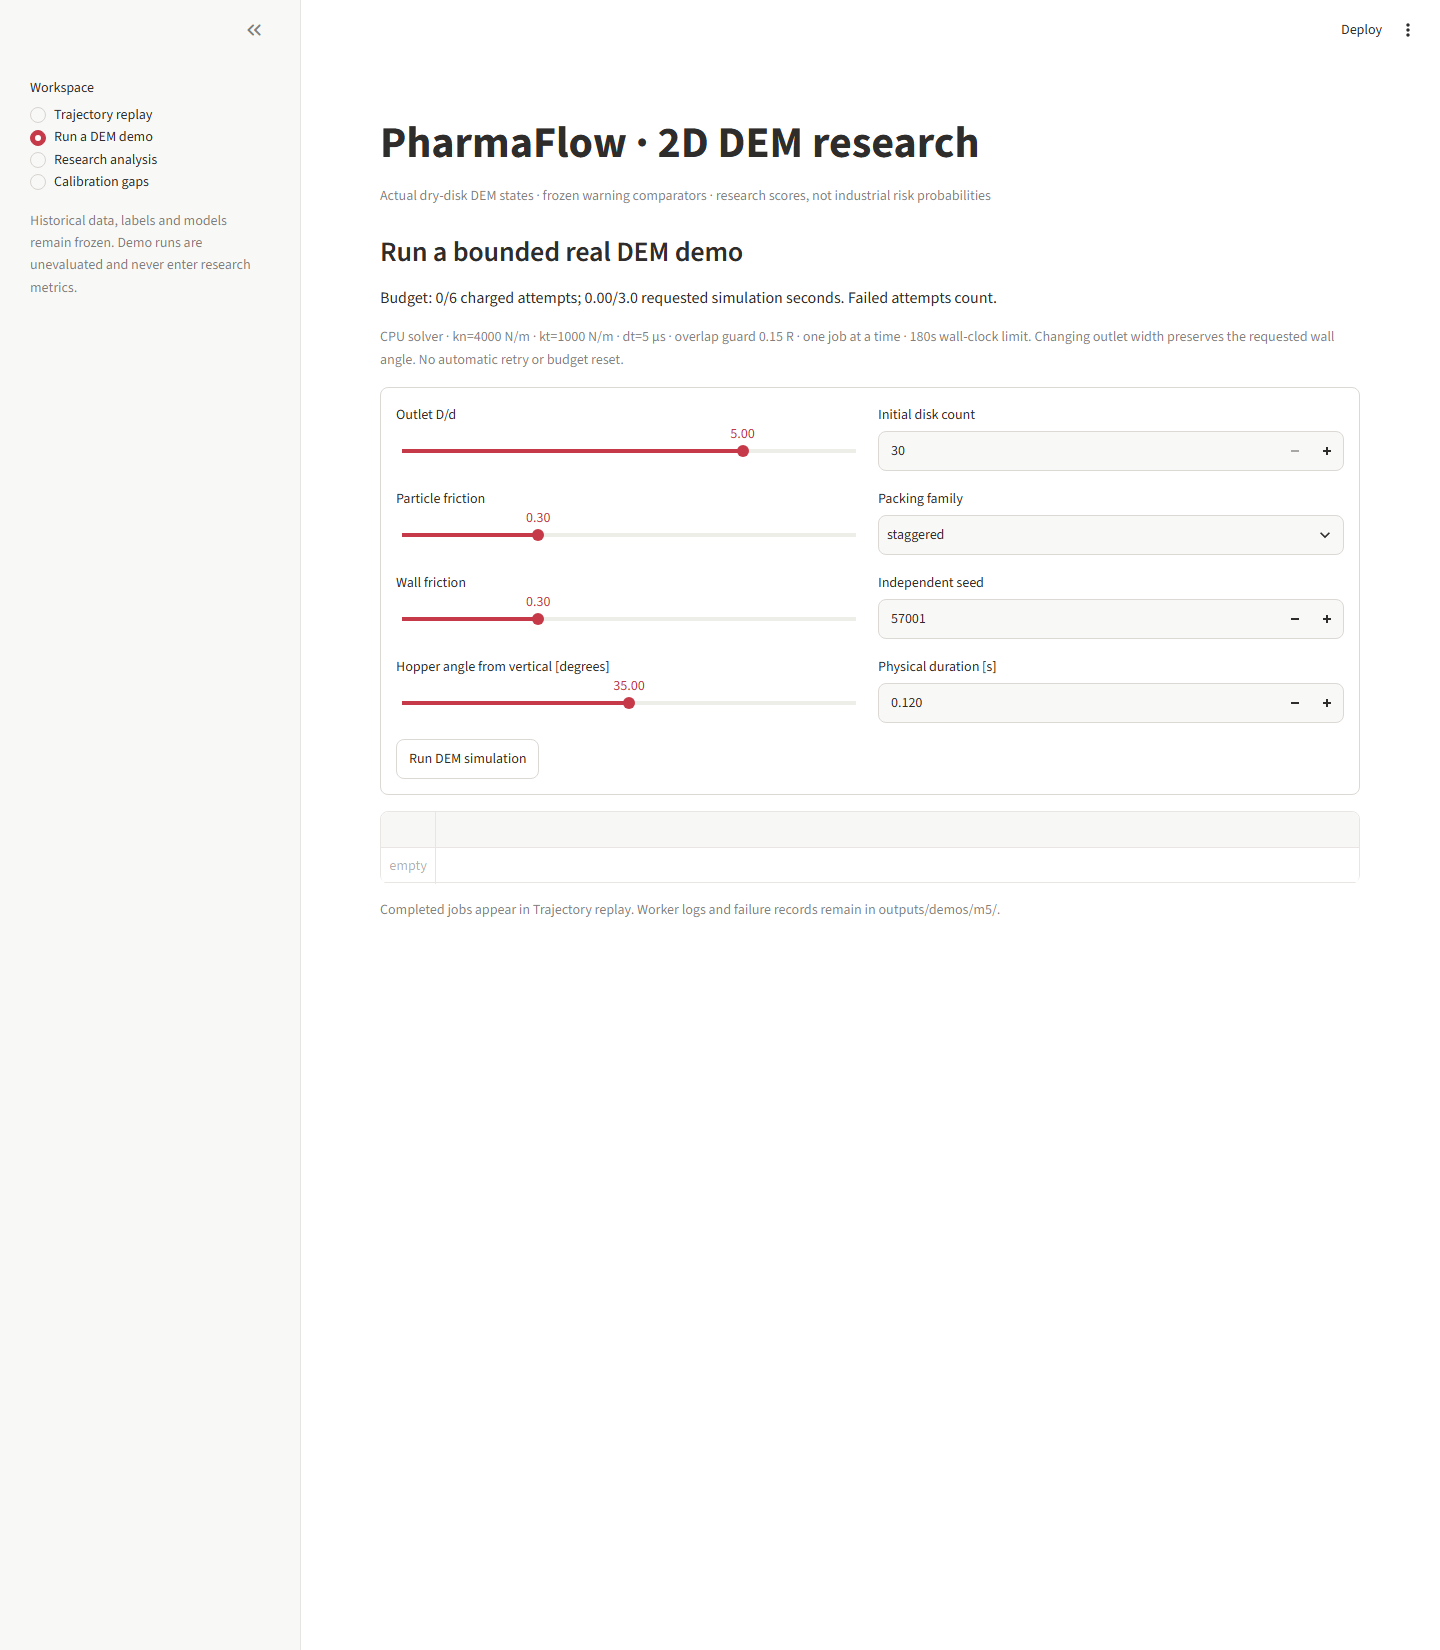 Deploy
Workspace
Trajectory replay
Run a DEM demo
Research analysis
Calibration gaps
Historical data, labels and models
remain frozen. Demo runs are
unevaluated and never enter research
metrics.
PharmaFlow · 2D DEM research
Actual dry-disk DEM states · frozen warning comparators · research scores, not industrial risk probabilities
Run a bounded real DEM demo
Budget: 0/6 charged attempts; 0.00/3.0 requested simulation seconds. Failed attempts count.
CPU solver · kn=4000 N/m · kt=1000 N/m · dt=5 µs · overlap guard 0.15 R · one job at a time · 180s wall-clock limit. Changing outlet width preserves the requested wall
angle. No automatic retry or budget reset.
Outlet D/d
5.00
Initial disk count
30
Particle friction
0.30
Packing family
staggered
Wall friction
0.30
Independent seed
57001
Hopper angle from vertical [degrees]
35.00
Physical duration [s]
0.120
Run DEM simulation
empty
Completed jobs appear in Trajectory replay. Worker logs and failure records remain in outputs/demos/m5/.